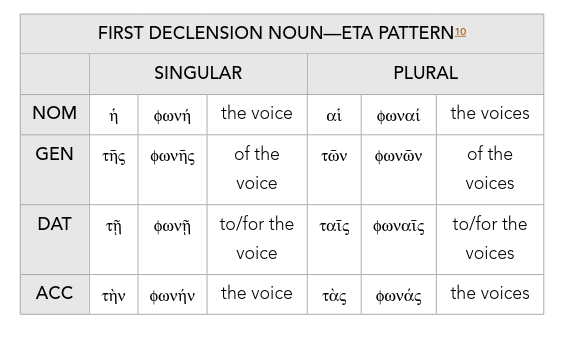 FIRST DECLENSION NOUN—ETA PATTERN10
SINGULAR PLURAL
NOM ἡ φωνή the voice αἱ φωναί the voices
GEN τῆς φωνῆς of the voice τῶν φωνῶν of the voices
DAT τῇ φωνῇ to/for the voice ταῖς φωναῖς to/for the voices
ACC τὴν φωνήν the voice τὰς φωνάς the voices